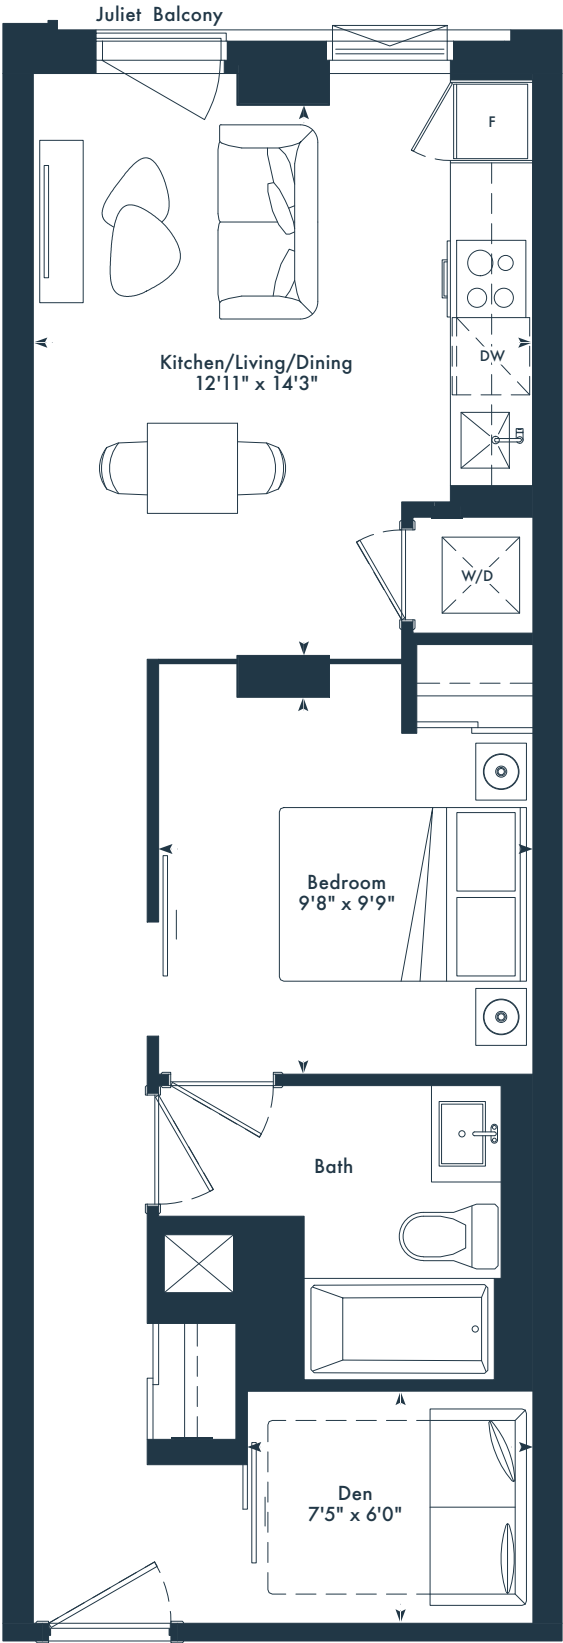 Juliet Balcony
F
Kitchen/Living/Dining
12'11" x 14'3"
DW
W/D
Bedroom
9'8" x 9'9"
Bath
Den
7'5" x 6'0"